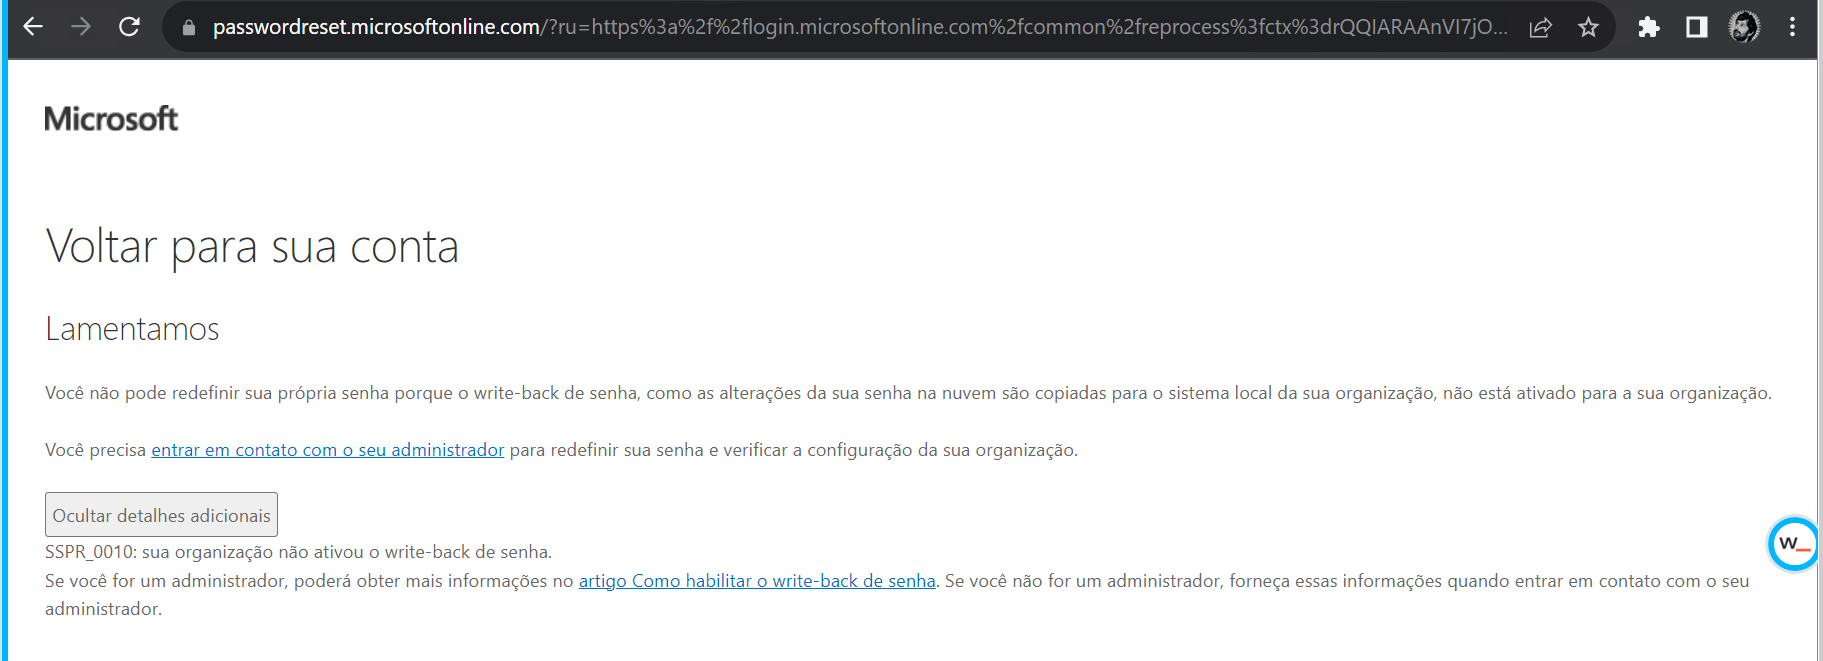 passwordreset.microsoftonline.com/?ru=https%3a%2f%2flogin.microsoftonline.com%2fcommon%2freprocess%3fctx%3drQQIARAAnVI7jO...
Microsoft
Voltar para sua conta
Lamentamos
Você não pode redefinir sua própria senha porque o write-back de senha, como as alterações da sua senha na nuvem são copiadas para o sistema local da sua organização, não está ativado para a sua organização.
Você precisa entrar em contato com o seu administrador para redefinir sua senha e verificar a configuração da sua organização.
Ocultar detalhes adicionais
W_
SSPR_0010: sua organização não ativou o write-back de senha.
Se você for um administrador, poderá obter mais informações no artigo Como habilitar o write-back de senha. Se você não for um administrador, forneça essas informações quando entrar em contato com o seu
administrador.